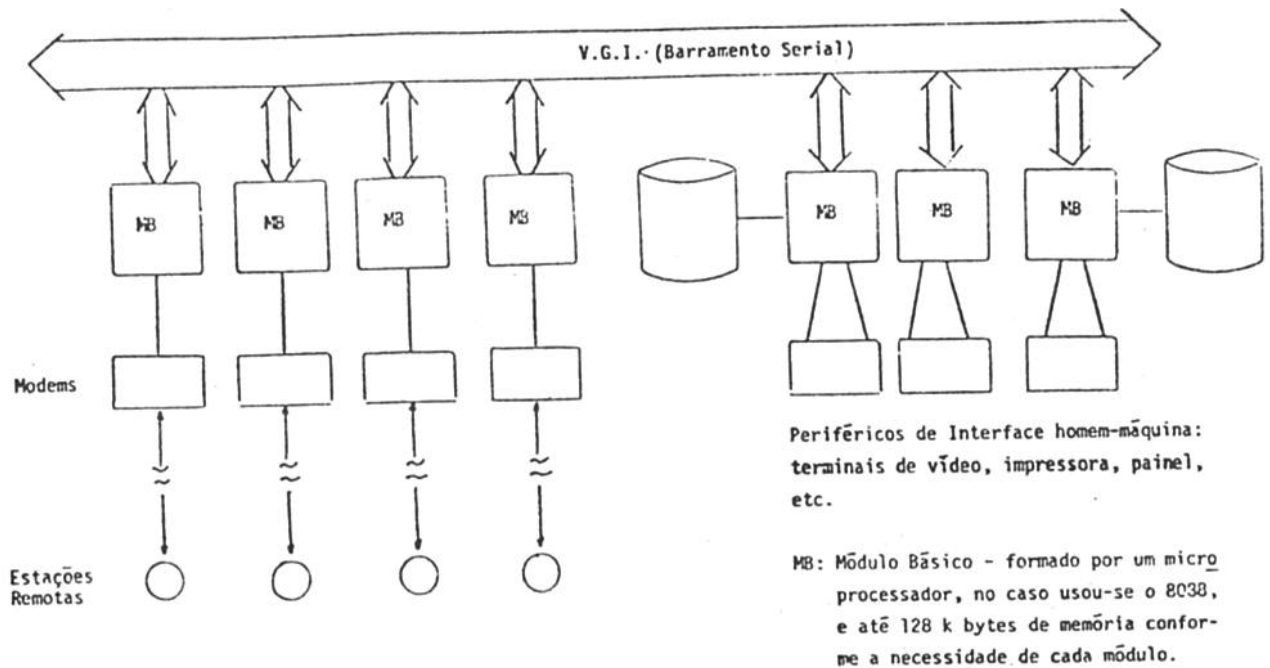 V.G.I. (Barramento Serial)
MB
MB
MB
MB
MB
MB
MB
Modems
Estações
Remotas
Periféricos de Interface homem-máquina:
terminais de vídeo, impressora, painel,
etc.
MB: Módulo Básico - formado por um micro
processador, no caso usou-se o 8038,
e até 128 k bytes de memória confor-
me a necessidade de cada módulo.